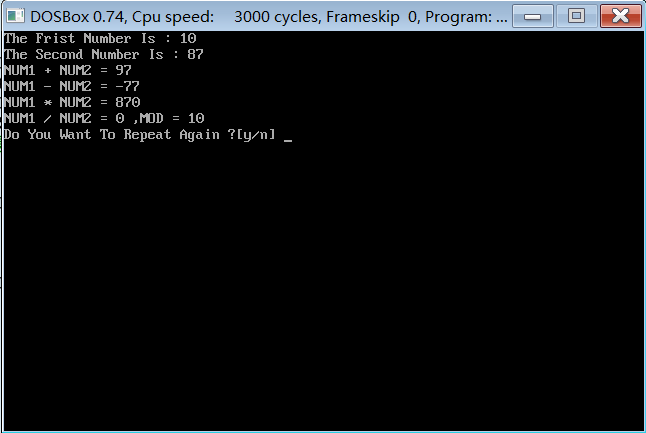 DOSBox 0.74, Cpu speed: 3000 cycles, Frameskip 0, Program: ...
The Frist Number Is : 10
The Second Number Is : 87
NUM1 + NUM2 = 97
NUM1 - NUM2 = -77
NUM1 * NUM2 = 870
NUM1 / NUM2 = 0 ,MOD = 10
Do You Want To Repeat Again ?[y/n] _